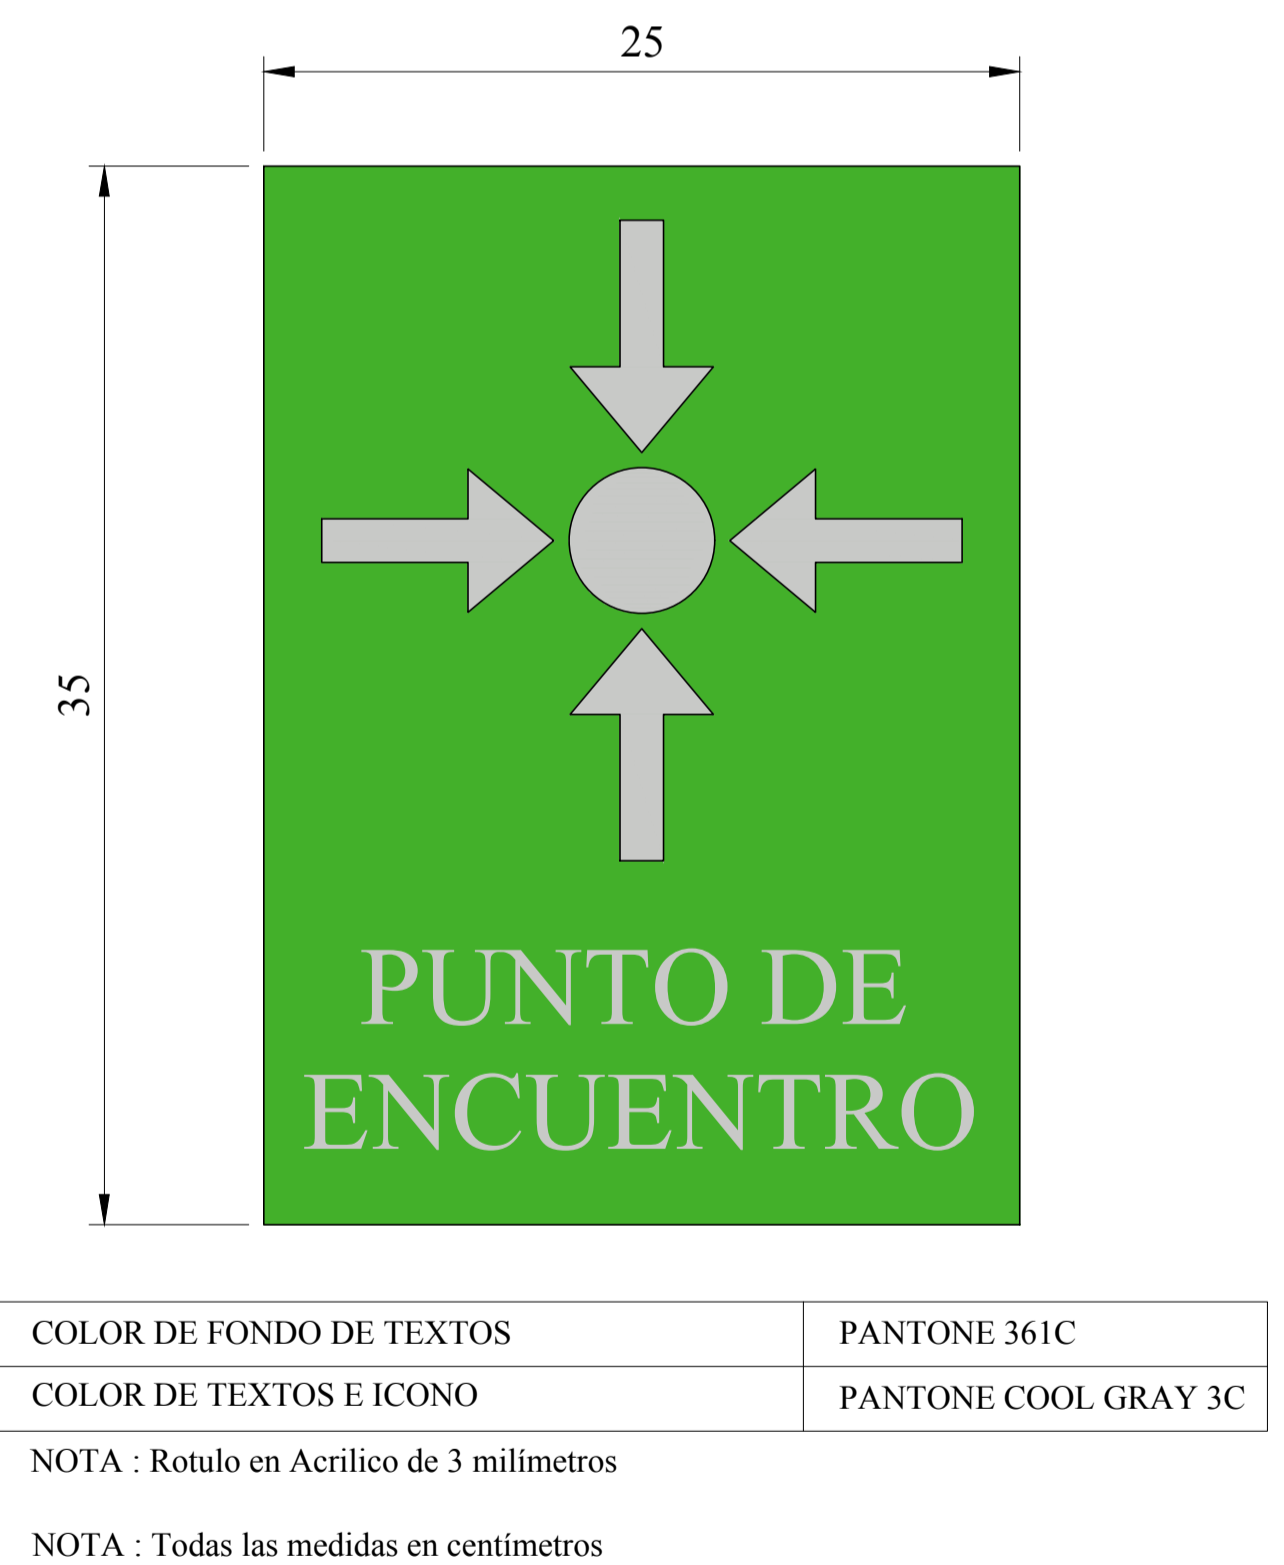 25
35
PUNTO DE
ENCUENTRO
COLOR DE FONDO DE TEXTOS PANTONE 361C
COLOR DE TEXTOS E ICONO PANTONE COOL GRAY 3C
NOTA : Rotulo en Acrilico de 3 milímetros
NOTA : Todas las medidas en centímetros